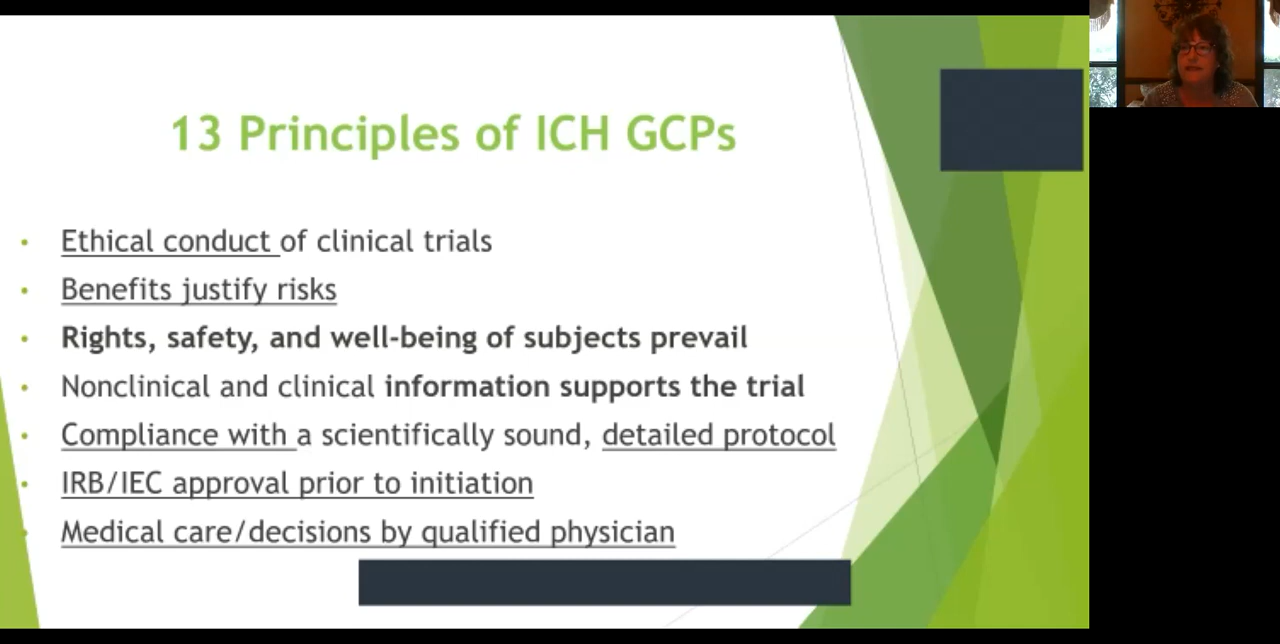 13 Principles of ICH GCPs
• Ethical conduct of clinical trials
• Benefits justify risks
• Rights, safety, and well-being of subjects prevail
• Nonclinical and clinical information supports the trial
• Compliance with a scientifically sound, detailed protocol
• IRB/IEC approval prior to initiation
• Medical care/decisions by qualified physician